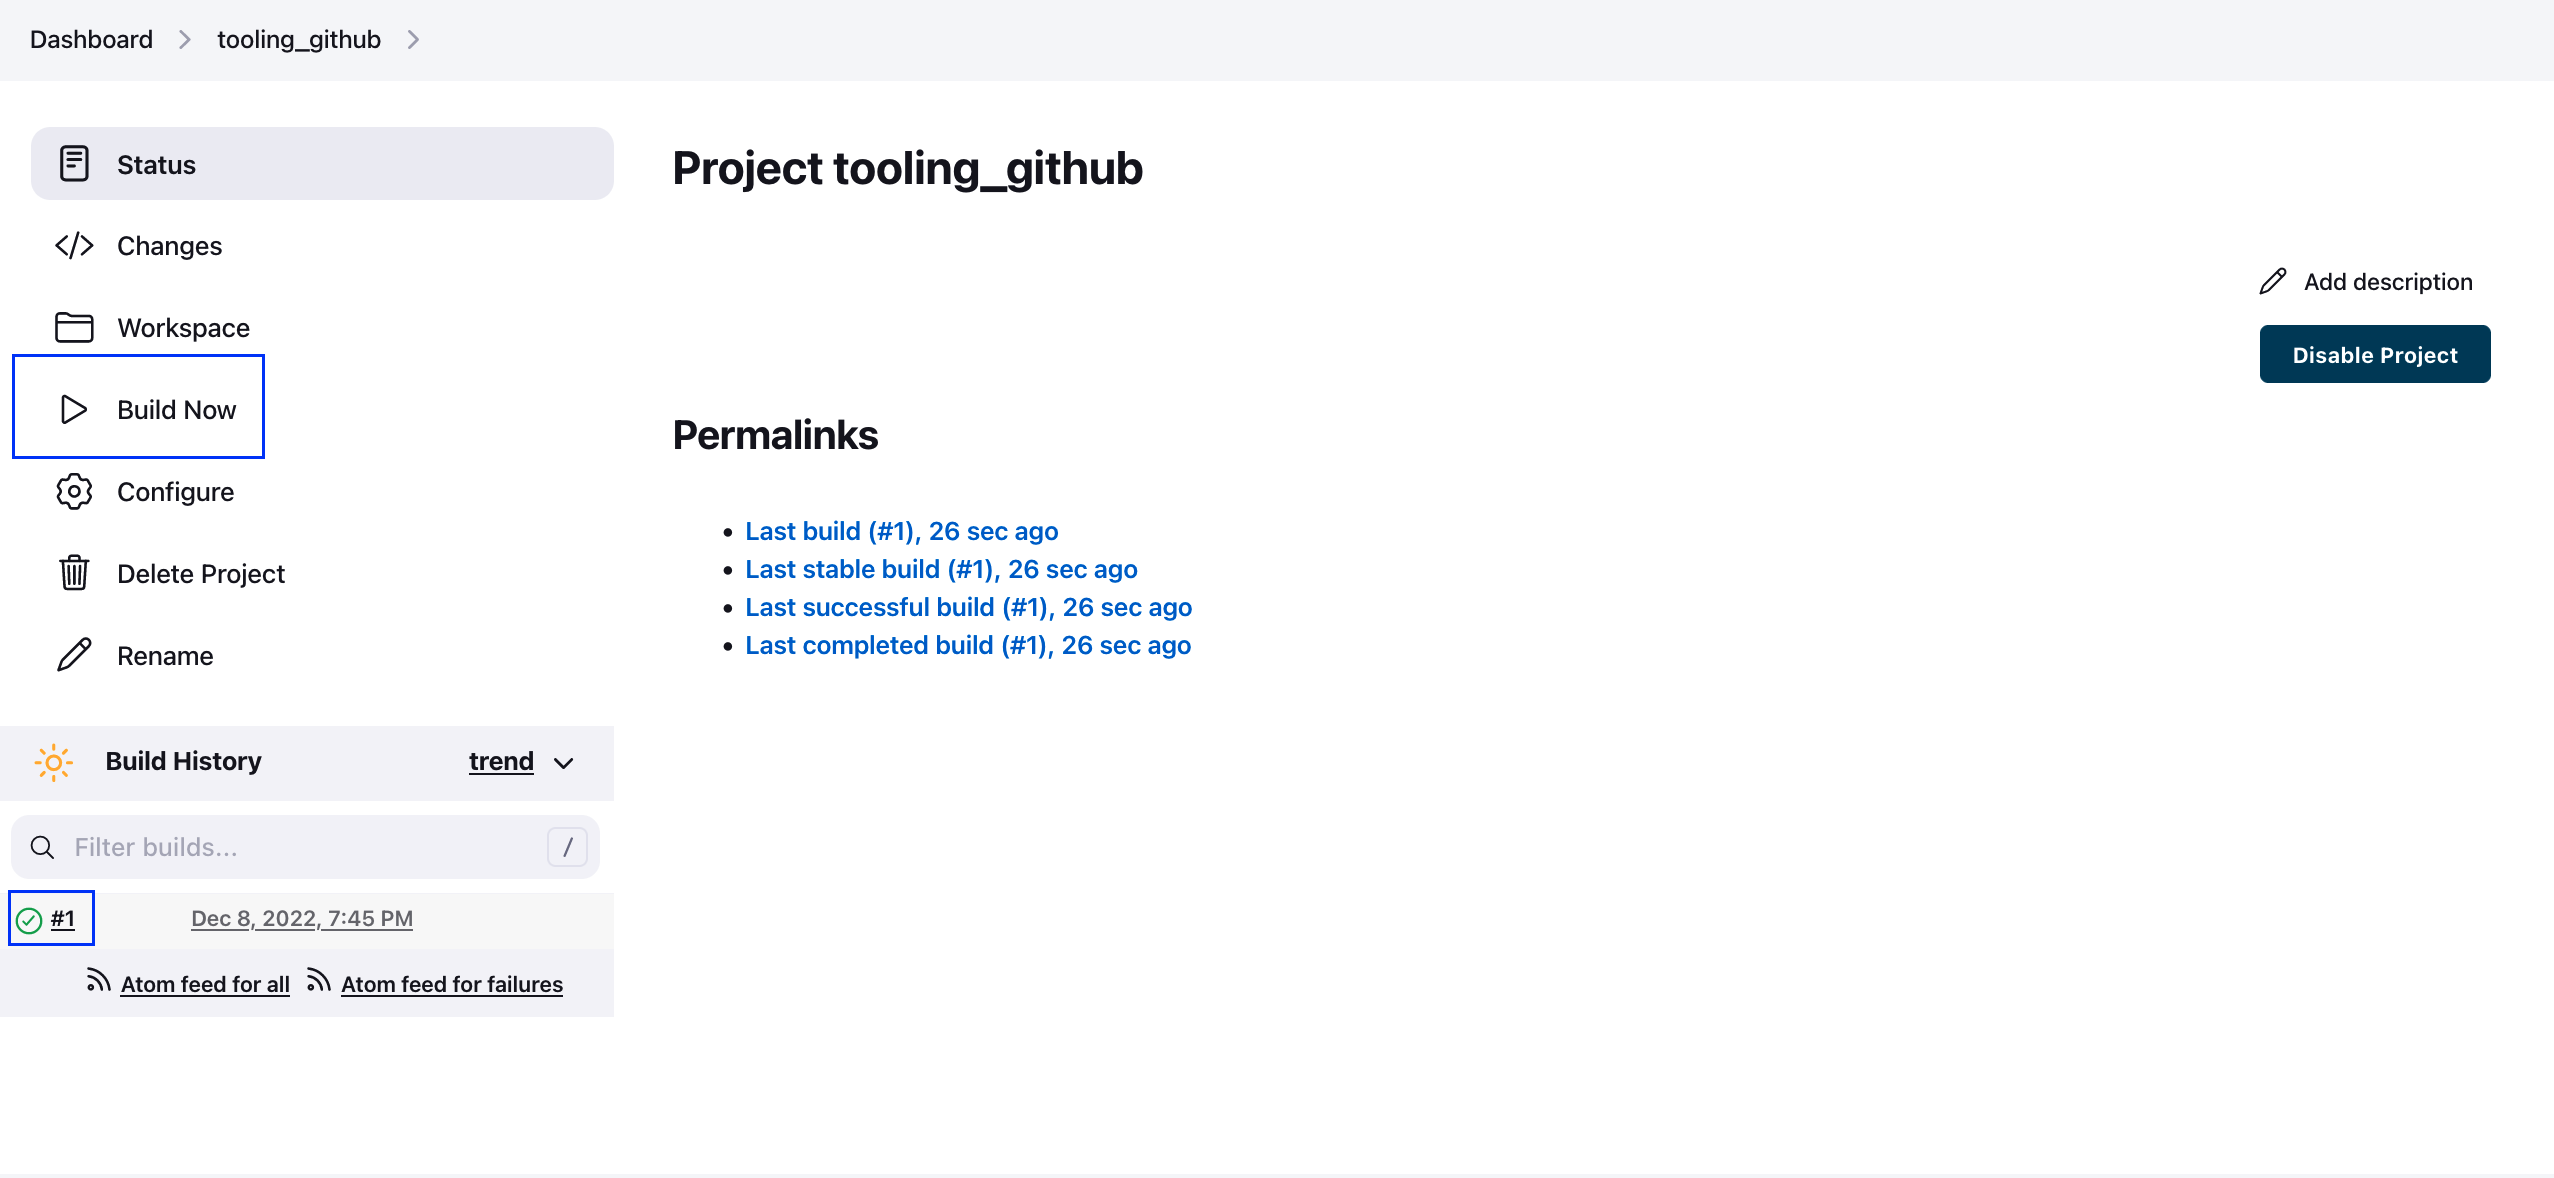 Dashboard tooling_github
Status
Changes
Workspace
Build Now
Configure
Delete Project
Rename
Build History trend
Filter builds... /
#1 Dec 8, 2022, 7:45 PM
Atom feed for all Atom feed for failures
Project tooling_github
Add description
Disable Project
Permalinks
Last build (#1), 26 sec ago
Last stable build (#1), 26 sec ago
Last successful build (#1), 26 sec ago
Last completed build (#1), 26 sec ago